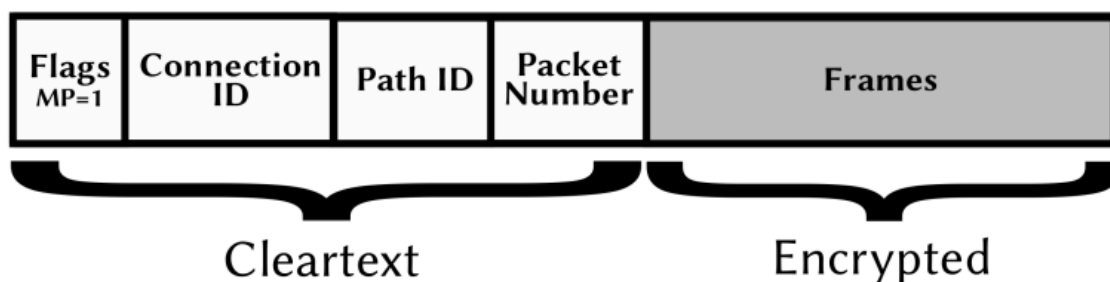 Flags
MP=1
Connection
ID
Path ID
Packet
Number
Frames
Cleartext
Encrypted